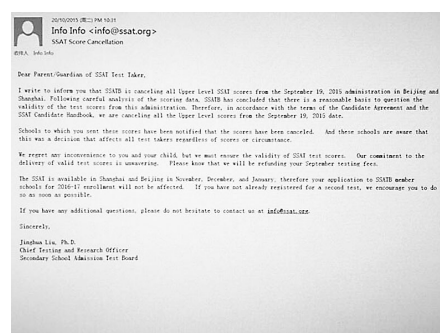 20/10/2015 (周二) PM 10:31
Info Info <info@ssat.org>
SSAT Score Cancellation
收件人 Info Info
Dear Parent/Guardian of SSAT Test Taker,
I write to inform you that SSATB is canceling all Upper Level SSAT scores from the September 19, 2015 administration in Beijing and
Shanghai. Following careful analysis of the scoring data, SSATB has concluded that there is a reasonable basis to question the
validity of the test scores from this administration. Therefore, in accordance with the terms of the Candidate Agreement and the
SSAT Candidate Handbook, we are canceling all the Upper Level scores from the September 19, 2015 date.
Schools to which you sent these scores have been notified that the scores have been canceled. And these schools are aware that
this was a decision that affects all test takers regardless of scores or circumstance.
We regret any inconvenience to you and your child, but we must ensure the validity of SSAT test scores. Our commitment to the
delivery of valid test scores is unwavering. Please know that we will be refunding your September testing fees.
The SSAT is available in Shanghai and Beijing in November, December, and January, therefore your application to SSATB member
schools for 2016-17 enrollment will not be affected. If you have not already registered for a second test, we encourage you to do
so as soon as possible.
If you have any additional questions, please do not hesitate to contact us at info@ssat.org.
Sincerely,
Jinghua Liu, Ph.D.
Chief Testing and Research Officer
Secondary School Admission Test Board